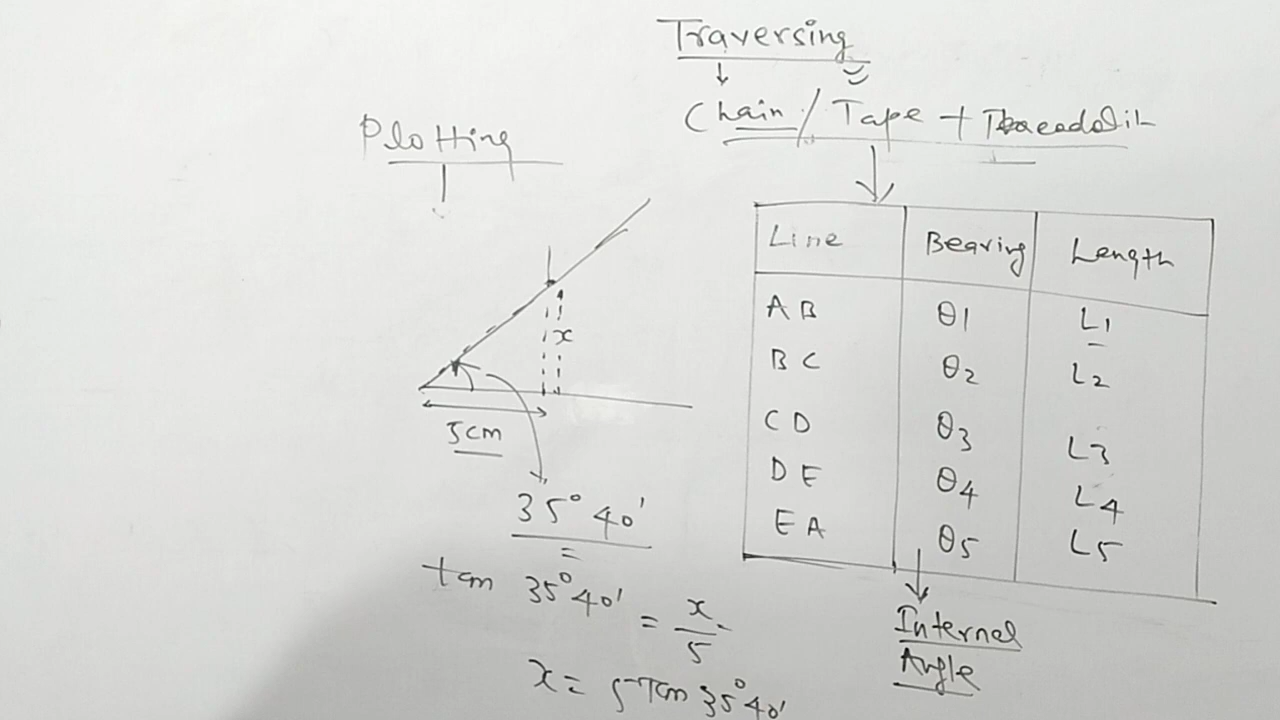 Traversing
Chain / Tape + Theodolit
Plotting
Line Bearing Length
AB θ1 L1
BC θ2 L2
CD θ3 L3
DE θ4 L4
EA θ5 L5
Internal
Angle
x
5cm
35° 40'
tan 35° 40' = x/5
x = 5 tan 35° 40'